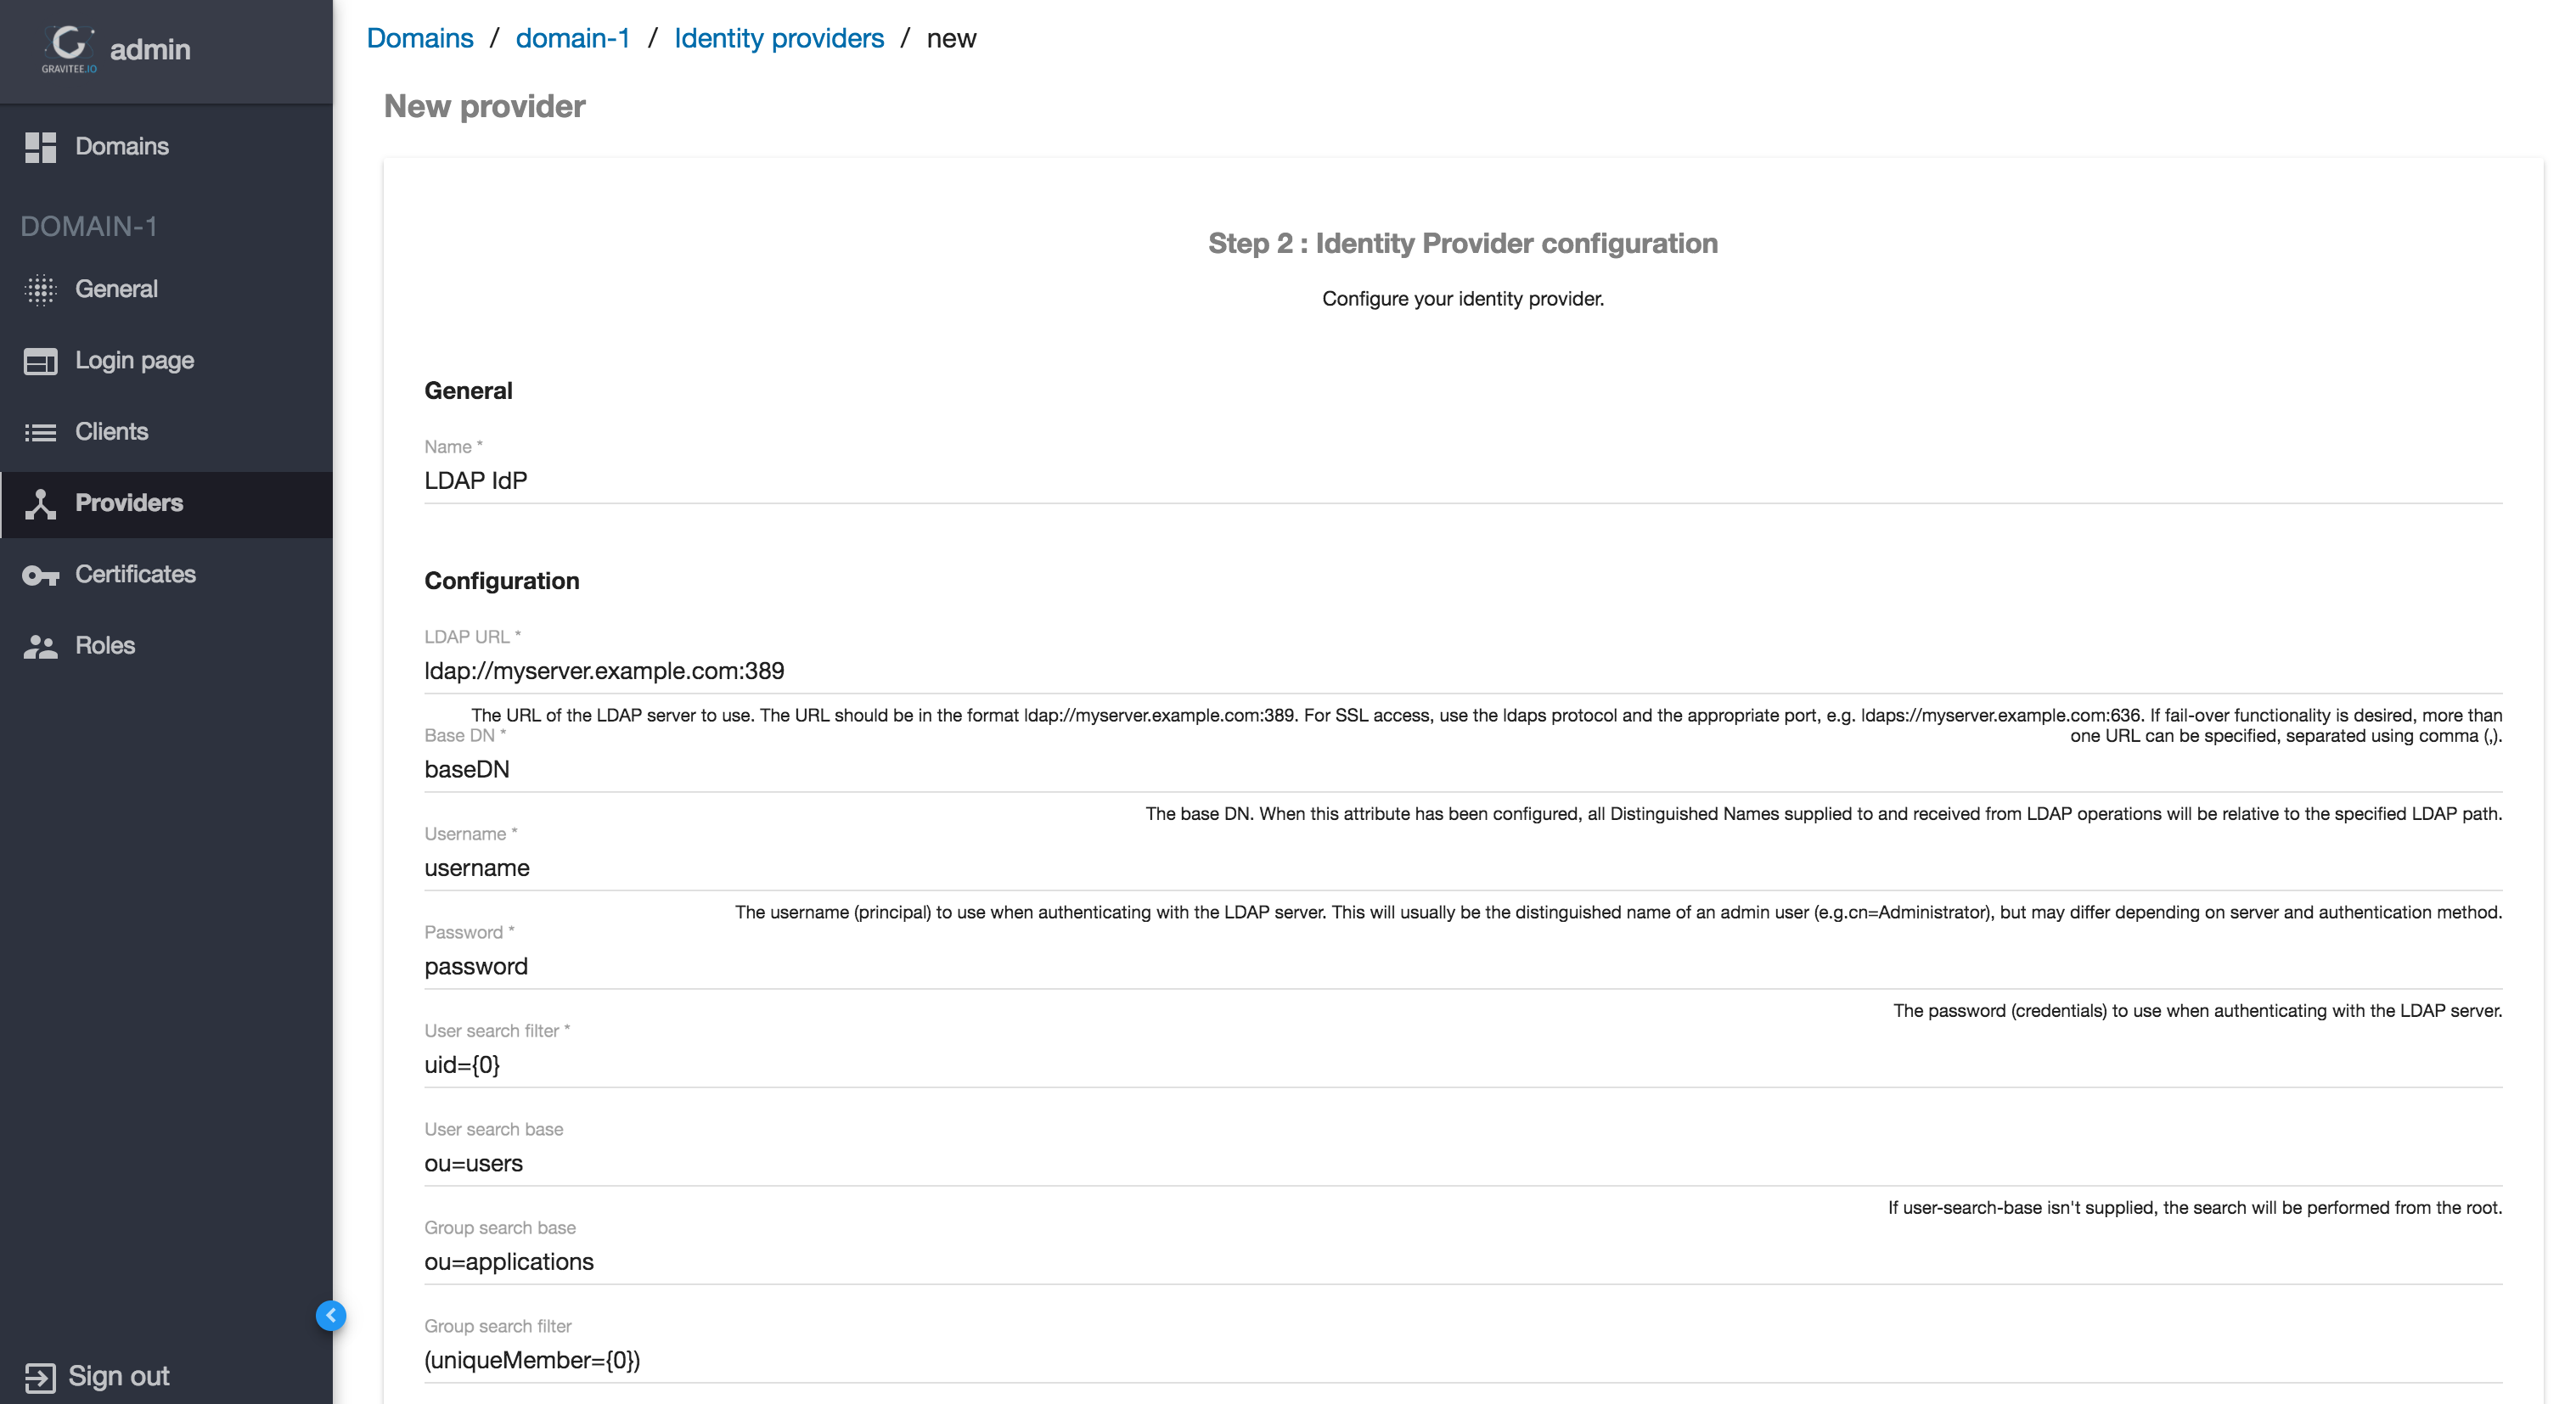 GRAVITEE.IO
admin
Domains
DOMAIN-1
General
Login page
Clients
Providers
Certificates
Roles
Sign out
Domains / domain-1 / Identity providers / new
New provider
Step 2 : Identity Provider configuration
Configure your identity provider.
General
Name *
LDAP IdP
Configuration
LDAP URL *
ldap://myserver.example.com:389
The URL of the LDAP server to use. The URL should be in the format ldap://myserver.example.com:389. For SSL access, use the ldaps protocol and the appropriate port, e.g. ldaps://myserver.example.com:636. If fail-over functionality is desired, more than
one URL can be specified, separated using comma (,).
Base DN *
baseDN
The base DN. When this attribute has been configured, all Distinguished Names supplied to and received from LDAP operations will be relative to the specified LDAP path.
Username *
username
The username (principal) to use when authenticating with the LDAP server. This will usually be the distinguished name of an admin user (e.g.cn=Administrator), but may differ depending on server and authentication method.
Password *
password
The password (credentials) to use when authenticating with the LDAP server.
User search filter *
uid={0}
User search base
ou=users
If user-search-base isn't supplied, the search will be performed from the root.
Group search base
ou=applications
Group search filter
(uniqueMember={0})